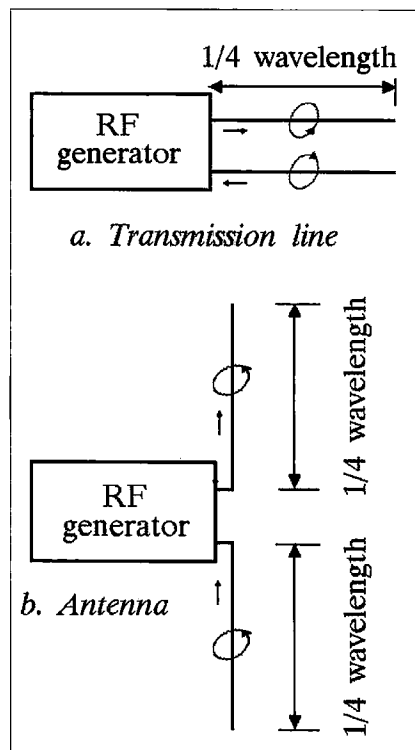 1/4 wavelength
RF
generator
a. Transmission line
1/4 wavelength
RF
generator
b. Antenna
1/4 wavelength